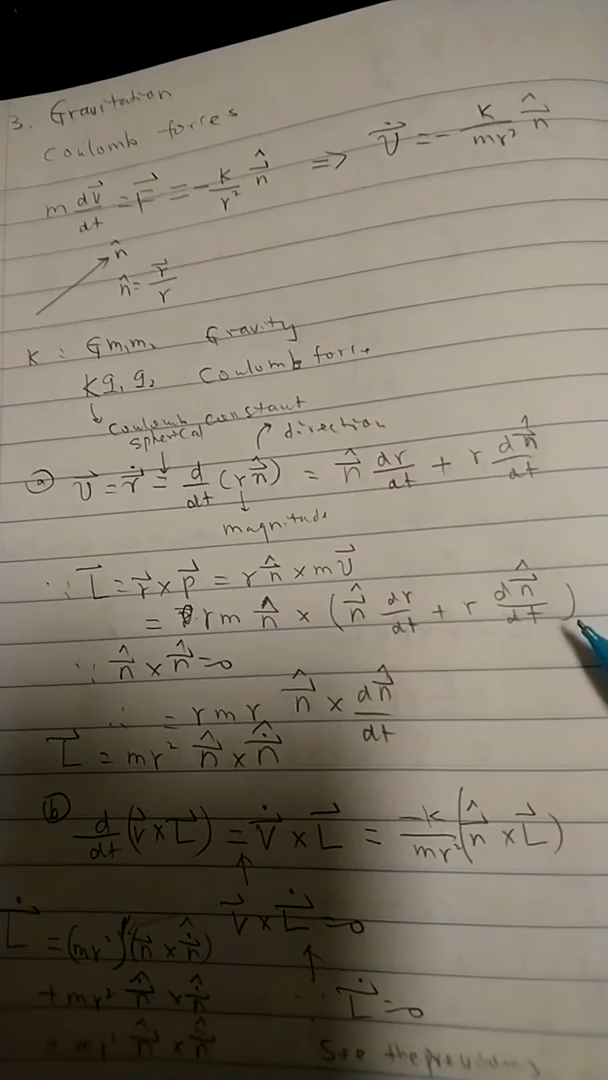 3. Gravitation
Coulomb forces
m dv⃗/dt = F⃗ = -k/r² n̂ ⇒ v⃗̇ = -k/mr² n̂
n̂
n̂ = r⃗/r
K : Gm₁m₂ Gravity
Kq₁q₂ Coulomb force
↓ Coulomb constant
spherical ↗ direction
ⓐ v⃗ = r⃗̇ = d/dt (r n̂) = n̂ dr/dt + r dn̂/dt
magnitude
∵ L⃗ = r⃗ × p⃗ = r n̂ × m v⃗
= r m n̂ × (n̂ dr/dt + r dn̂/dt)
∵ n̂ × n̂ = 0
∴ = r m r n̂ × dn̂/dt
L⃗ = mr² n̂ × n̂̇
ⓑ d/dt (v⃗ × L⃗) = v⃗̇ × L⃗ = -k/mr² (n̂ × L⃗)
v⃗ × L⃗̇ = 0
L⃗̇ = (mr²)̇ (n̂ × n̂̇)
+ mr² n̂̇ × n̂̇
∵ L⃗̇ = 0
See the previous